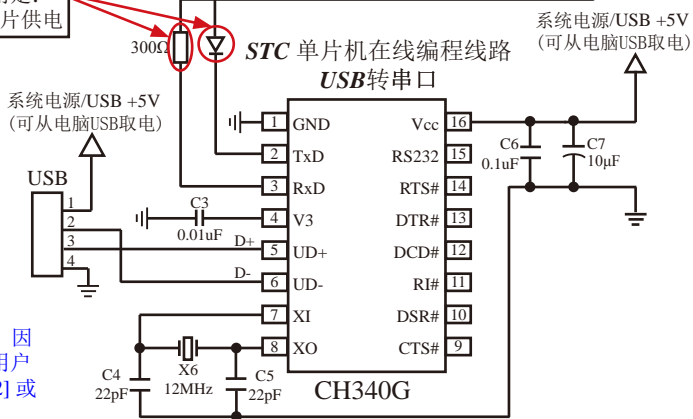 片供电
300Ω
STC 单片机在线编程线路
USB转串口
系统电源/USB +5V
(可从电脑USB取电)
系统电源/USB +5V
(可从电脑USB取电)
USB
1
2
3
4
1 GND
2 TxD
3 RxD
4 V3
5 UD+
6 UD-
7 XI
8 XO
Vcc 16
RS232 15
RTS# 14
DTR# 13
DCD# 12
RI# 11
DSR# 10
CTS# 9
C3
0.01uF
D+
D-
C6
0.1uF
C7
10μF
因
用户
2] 或
C4
22pF
X6
12MHz
C5
22pF
CH340G